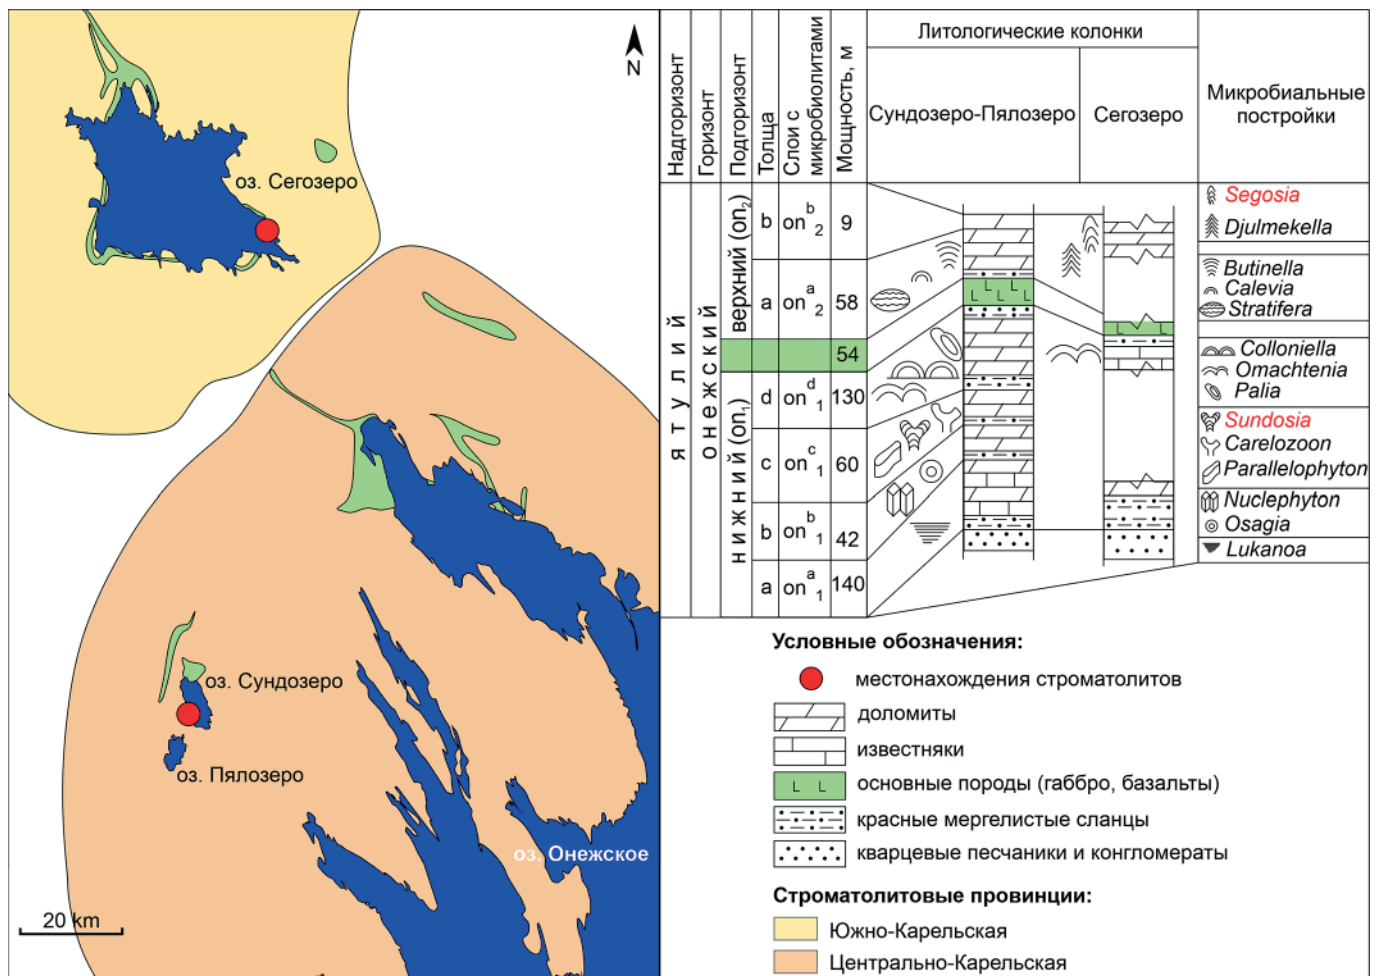 N
оз. Сегозеро
оз. Сундозеро
оз. Пялозеро
оз. Онежское
20 km
Надгоризонт
Горизонт
Подгоризонт
Толща
Слои с микробиолитами
Мощность, м
Литологические колонки
Сундозеро-Пялозеро
Сегозеро
Микробиальные
постройки
ятулий
онежский
верхний (on2)
нижний (on1)
b on2b 9
a on2a 58
54
d on1d 130
c on1c 60
b on1b 42
a on1a 140
Segosia
Djulmekella
Butinella
Calevia
Stratifera
Colloniella
Omachtenia
Palia
Sundosia
Carelozoon
Parallelophyton
Nuclephyton
Osagia
Lukanoa
Условные обозначения:
местонахождения строматолитов
доломиты
известняки
основные породы (габбро, базальты)
красные мергелистые сланцы
кварцевые песчаники и конгломераты
Строматолитовые провинции:
Южно-Карельская
Центрально-Карельская